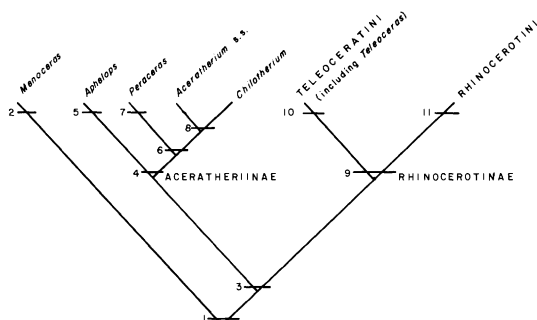 Menoceras
Aphelops
Peraceras
Aceratherium s.s.
Chilotherium
TELEOCERATINI
(including Teleoceras)
RHINOCEROTINI
2
5
7
8
10
11
6
4
ACERATHERIINAE
9
RHINOCEROTINAE
3
1